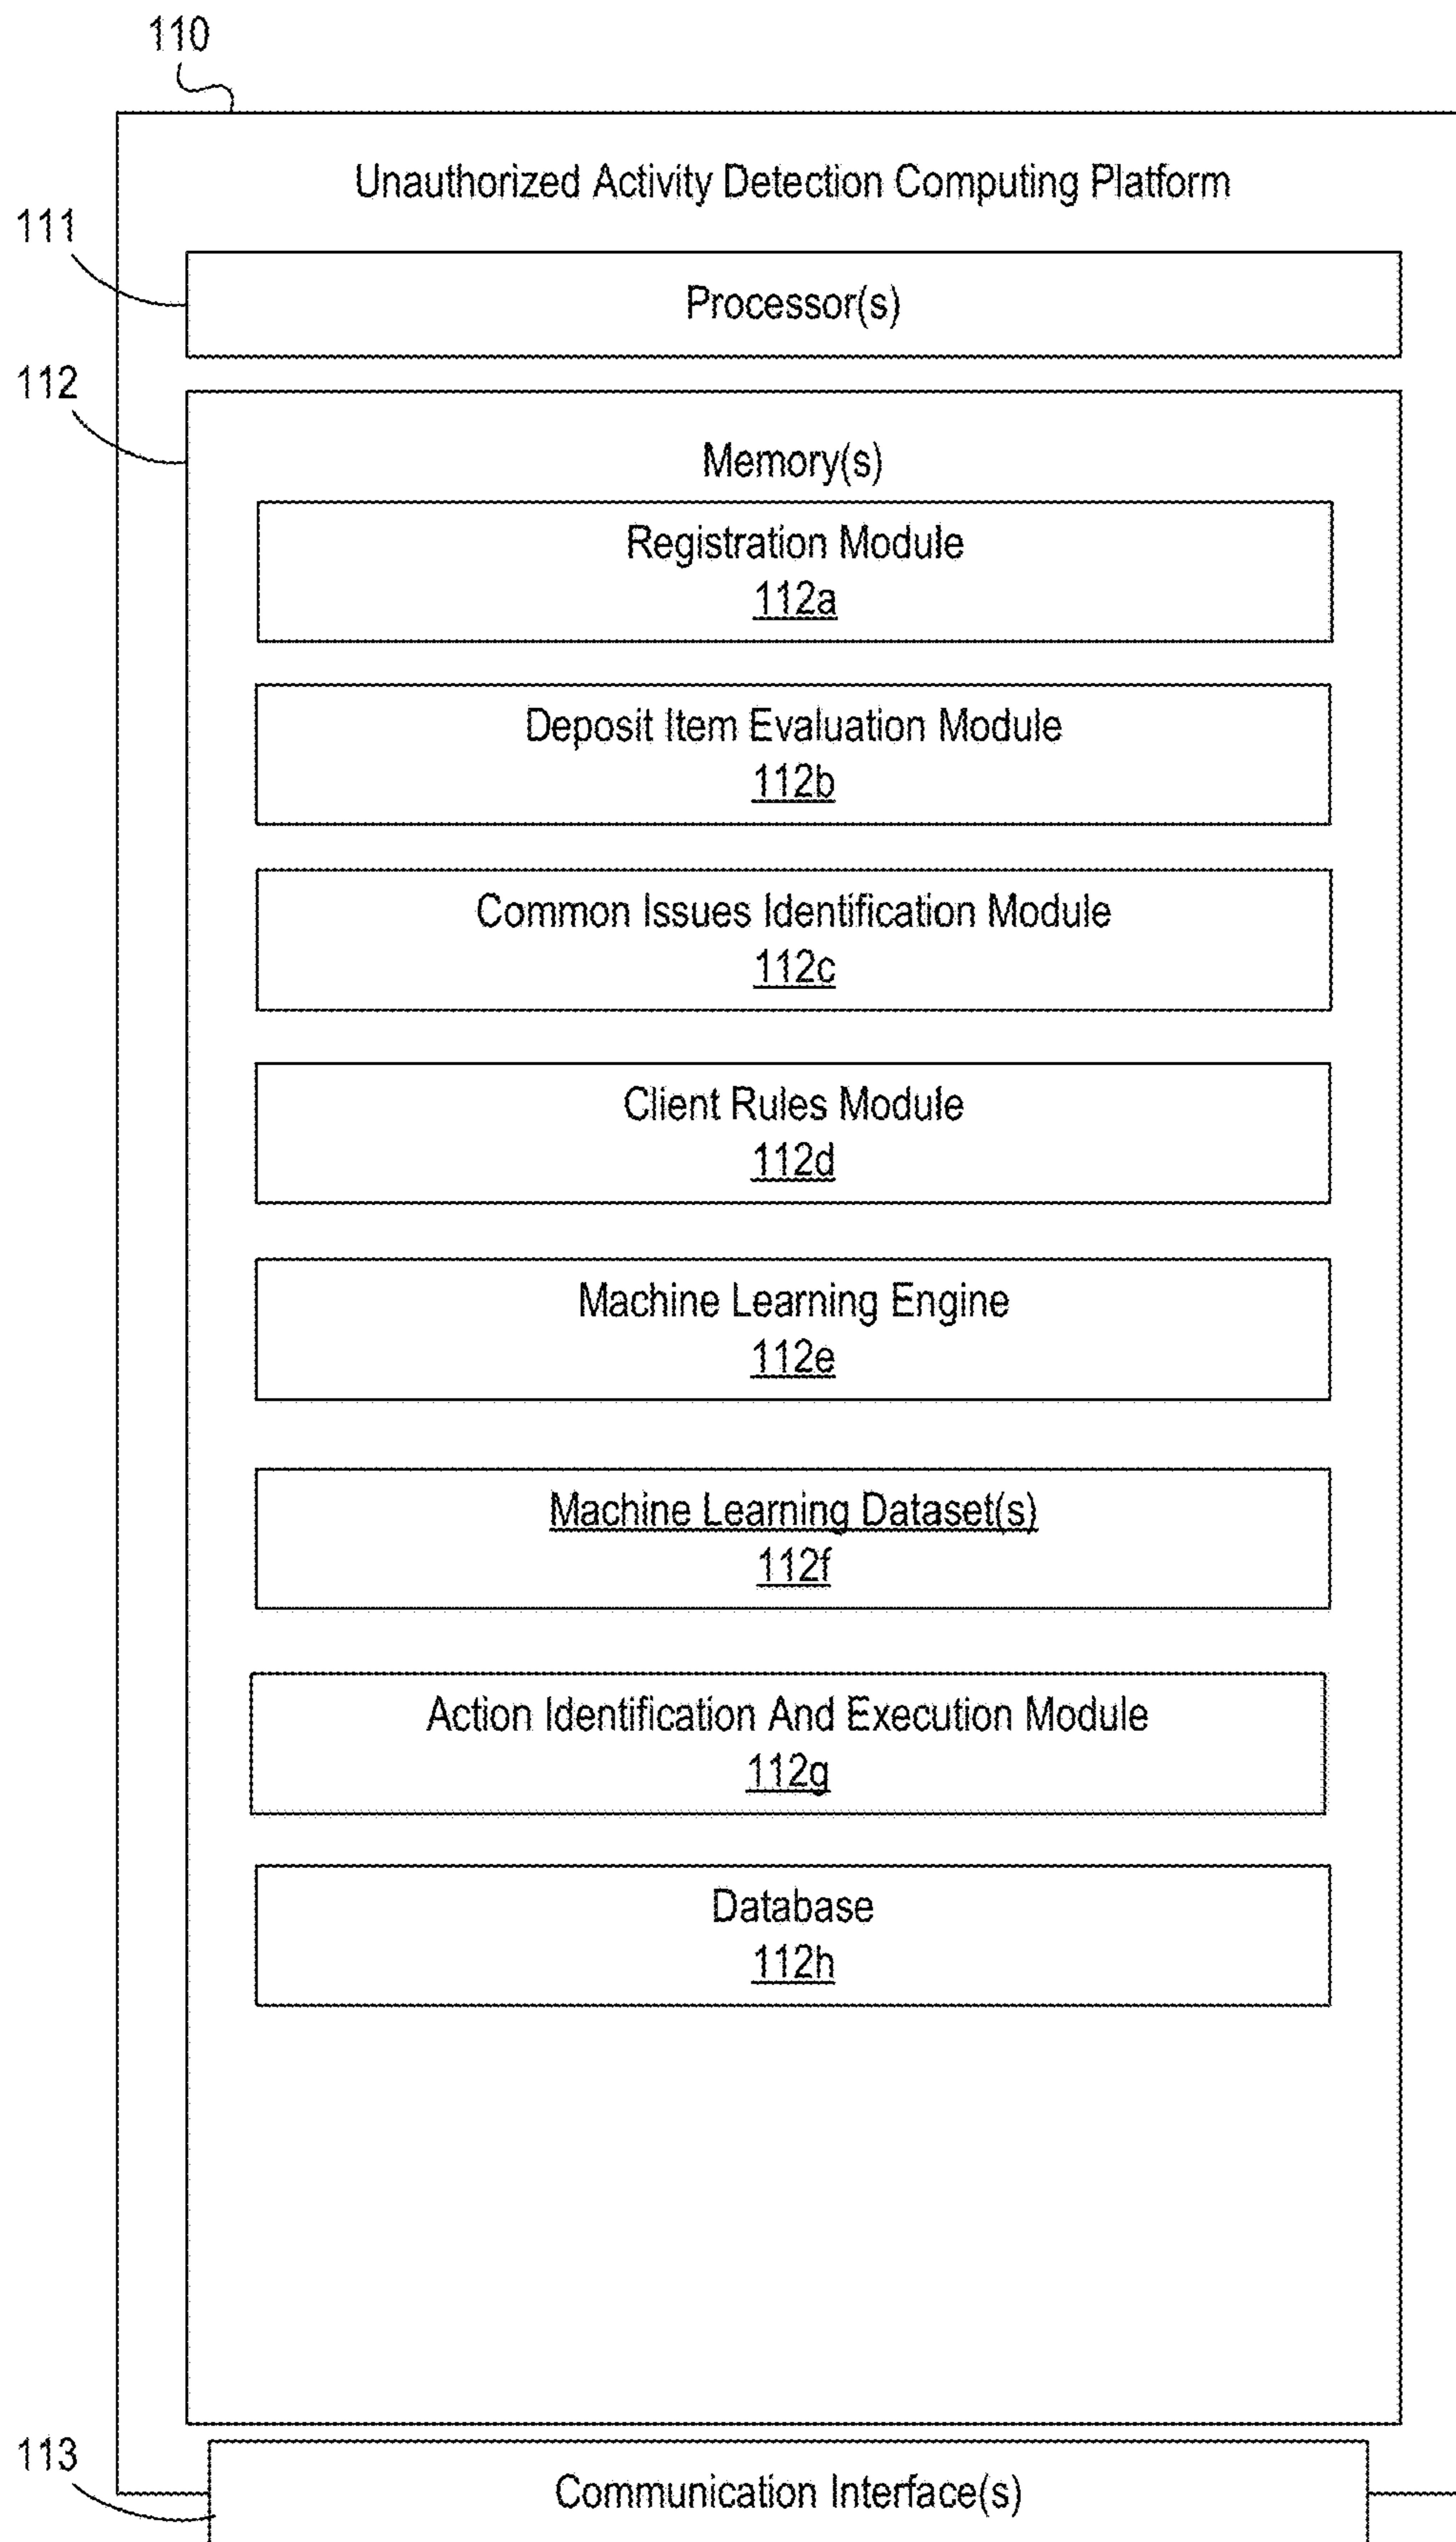 110
Unauthorized Activity Detection Computing Platform
111
Processor(s)
112
Memory(s)
Registration Module
112a
Deposit Item Evaluation Module
112b
Common Issues Identification Module
112c
Client Rules Module
112d
Machine Learning Engine
112e
Machine Learning Dataset(s)
112f
Action Identification And Execution Module
112g
Database
112h
113
Communication Interface(s)